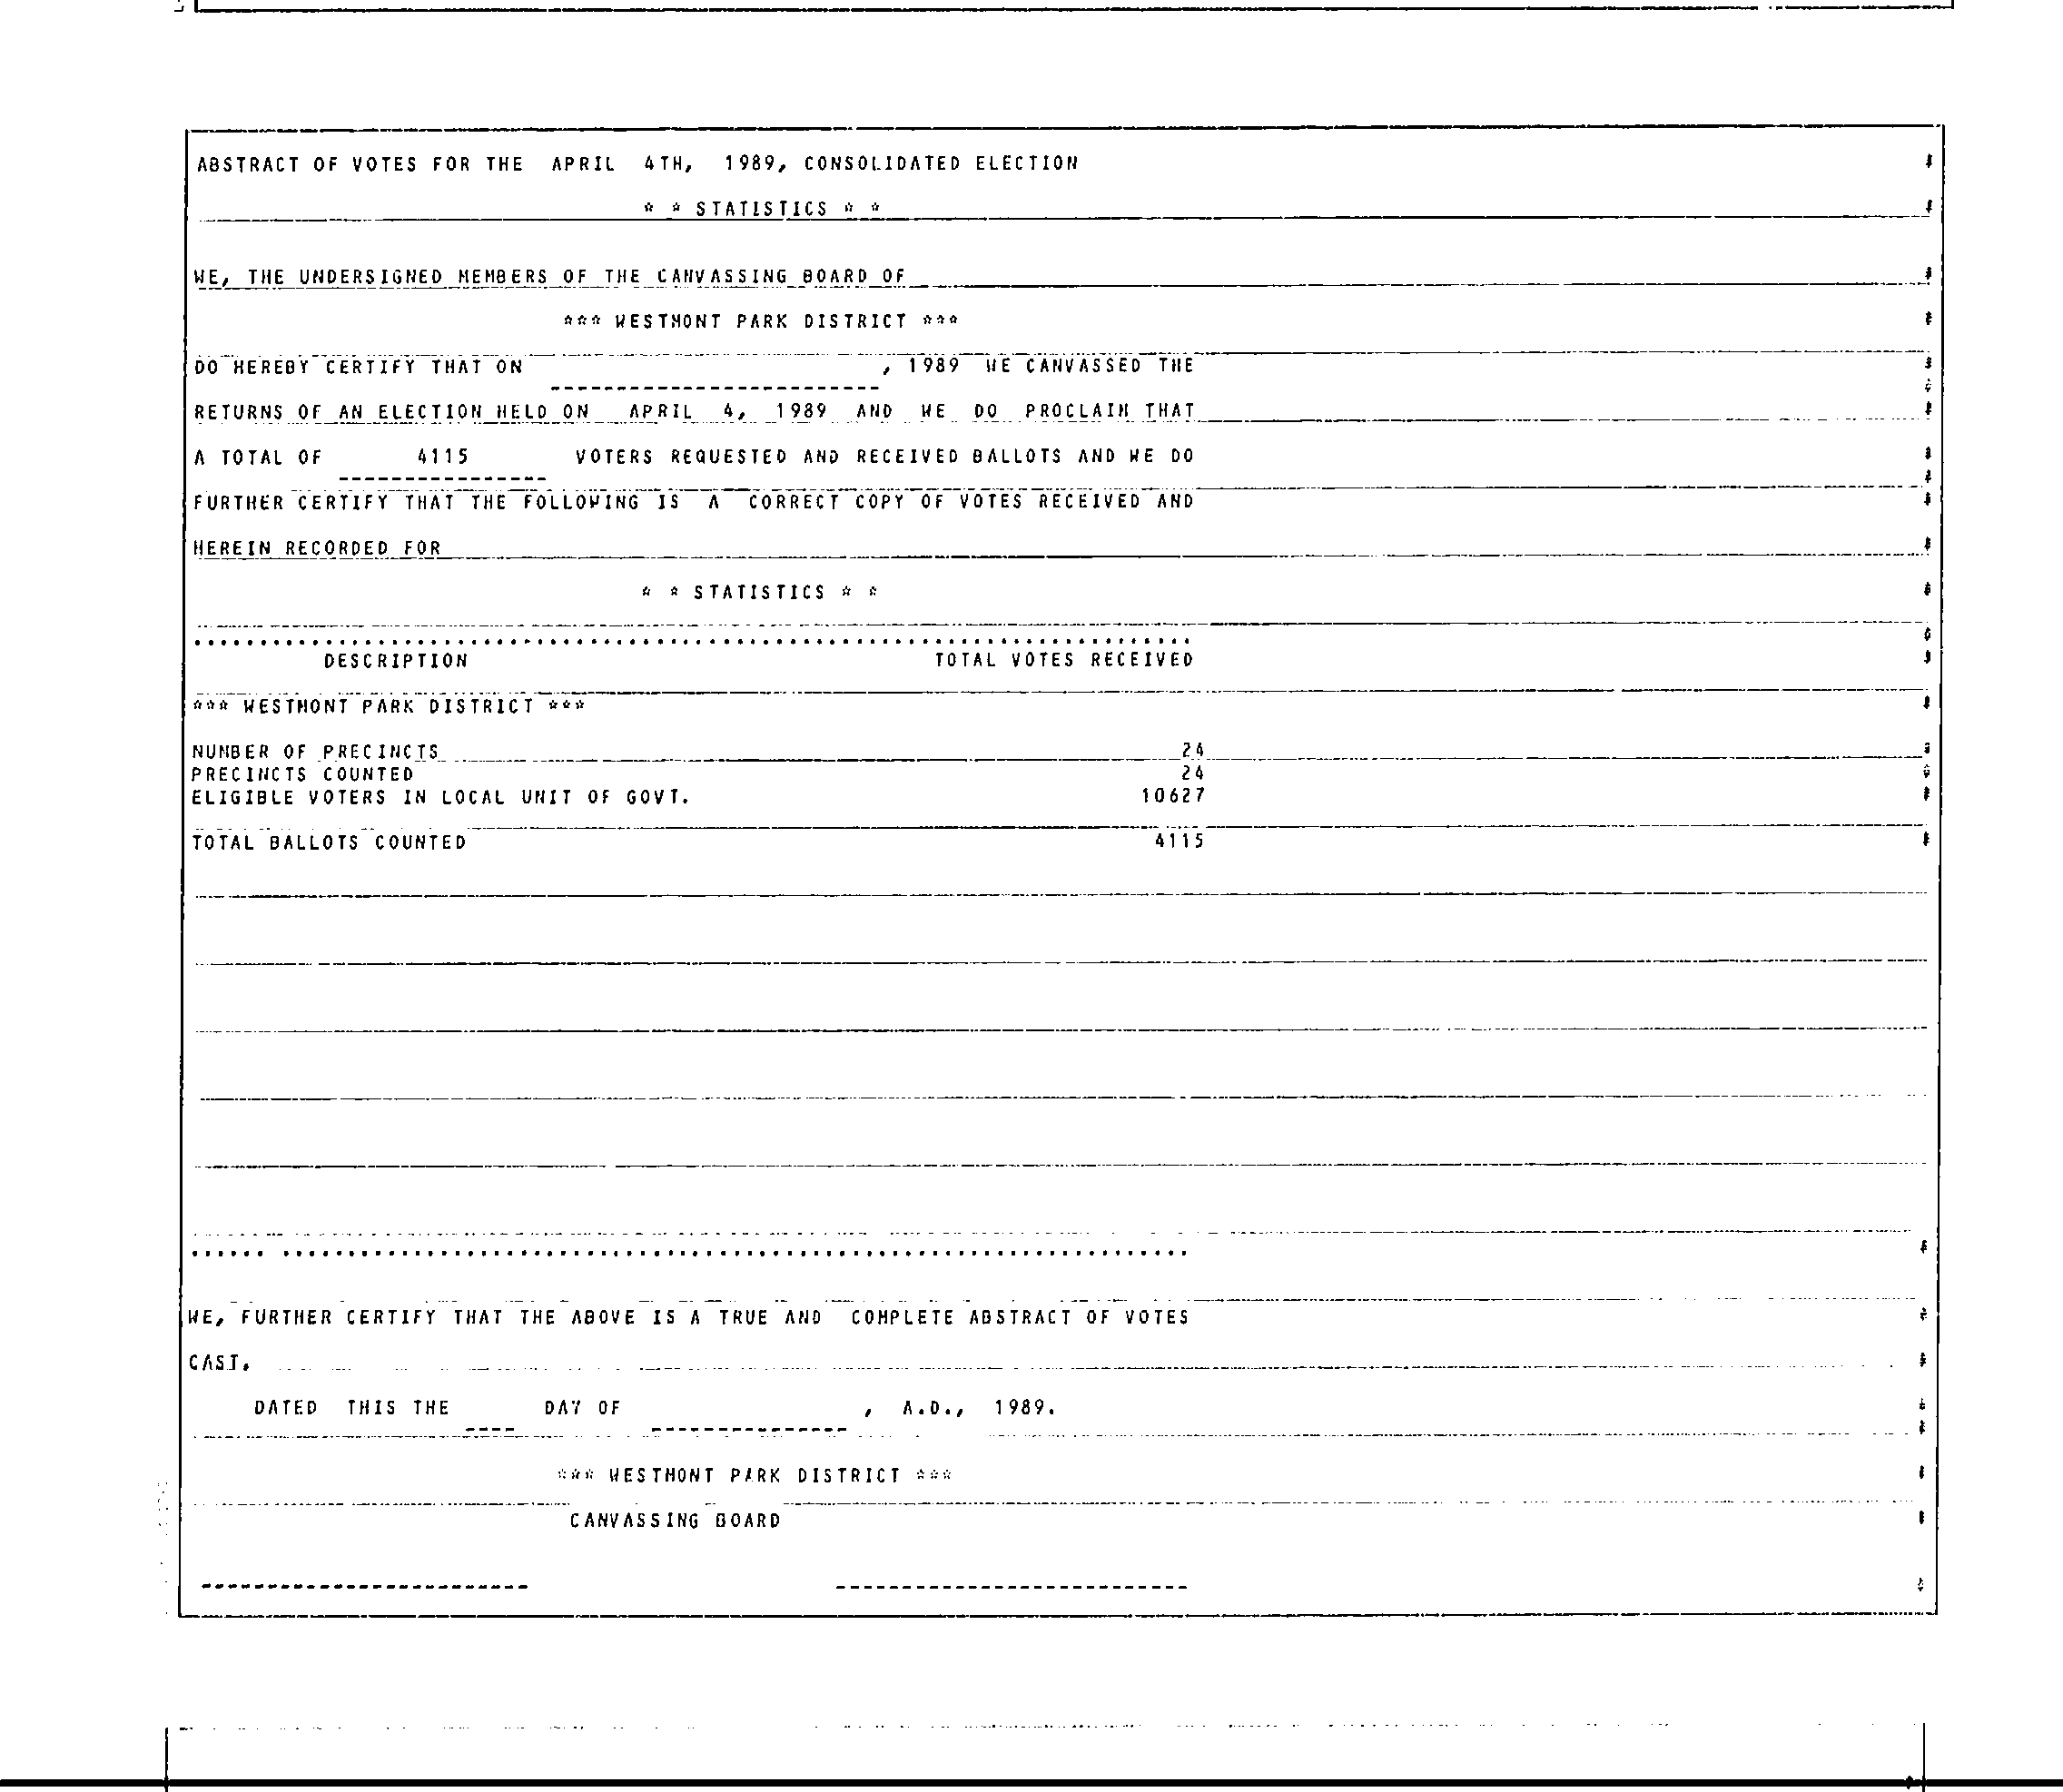 ABSTRACT OF VOTES FOR THE APRIL 4TH, 1989, CONSOLIDATED ELECTION
* * STATISTICS * *
WE, THE UNDERSIGNED MEMBERS OF THE CANVASSING BOARD OF
*** WESTMONT PARK DISTRICT ***
DO HEREBY CERTIFY THAT ON , 1989 WE CANVASSED THE
RETURNS OF AN ELECTION HELD ON APRIL 4, 1989 AND WE DO PROCLAIM THAT
A TOTAL OF 4115 VOTERS REQUESTED AND RECEIVED BALLOTS AND WE DO
FURTHER CERTIFY THAT THE FOLLOWING IS A CORRECT COPY OF VOTES RECEIVED AND
HEREIN RECORDED FOR
* * STATISTICS * *
DESCRIPTION TOTAL VOTES RECEIVED
*** WESTMONT PARK DISTRICT ***
NUMBER OF PRECINCTS 24
PRECINCTS COUNTED 24
ELIGIBLE VOTERS IN LOCAL UNIT OF GOVT. 10627
TOTAL BALLOTS COUNTED 4115
WE, FURTHER CERTIFY THAT THE ABOVE IS A TRUE AND COMPLETE ABSTRACT OF VOTES
CAST.
DATED THIS THE DAY OF , A.D., 1989.
*** WESTMONT PARK DISTRICT ***
CANVASSING BOARD